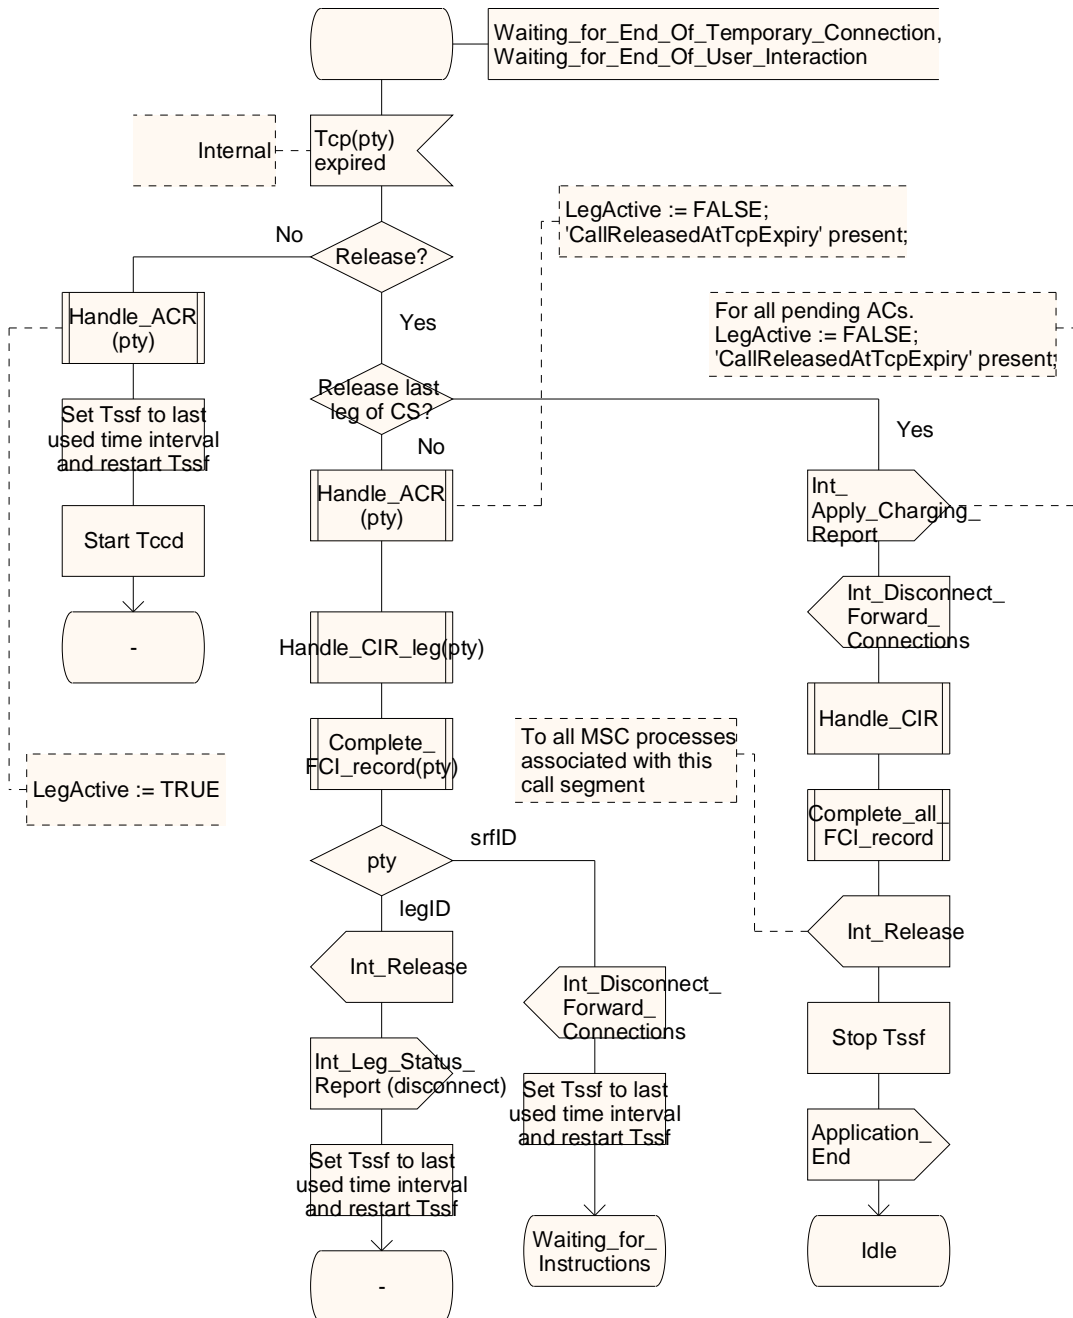 Waiting_for_End_Of_Temporary_Connection,
Waiting_for_End_Of_User_Interaction
Internal
Tcp(pty)
expired
LegActive := FALSE;
'CallReleasedAtTcpExpiry' present;
No
Release?
Handle_ACR
(pty)
Yes
For all pending ACs.
LegActive := FALSE;
'CallReleasedAtTcpExpiry' present;
Release last
leg of CS?
Set Tssf to last
used time interval
and restart Tssf
No
Yes
Handle_ACR
(pty)
Int_
Apply_Charging_
Report
Start Tccd
Int_Disconnect_
Forward_
Connections
-
Handle_CIR_leg(pty)
Handle_CIR
Complete_
FCI_record(pty)
To all MSC processes
associated with this
call segment
LegActive := TRUE
Complete_all_
FCI_record
pty
srfID
legID
Int_Release
Int_Release
Int_Disconnect_
Forward_
Connections
Stop Tssf
Int_Leg_Status_
Report (disconnect)
Set Tssf to last
used time interval
and restart Tssf
Application_
End
Set Tssf to last
used time interval
and restart Tssf
Waiting_for_
Instructions
Idle
-